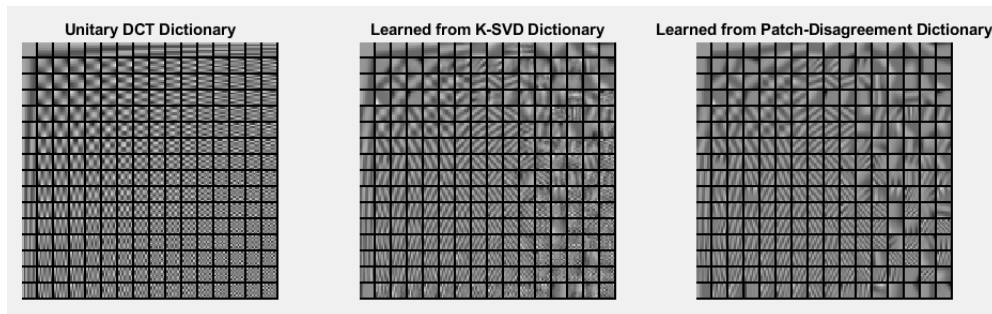 Unitary DCT Dictionary
Learned from K-SVD Dictionary
Learned from Patch-Disagreement Dictionary